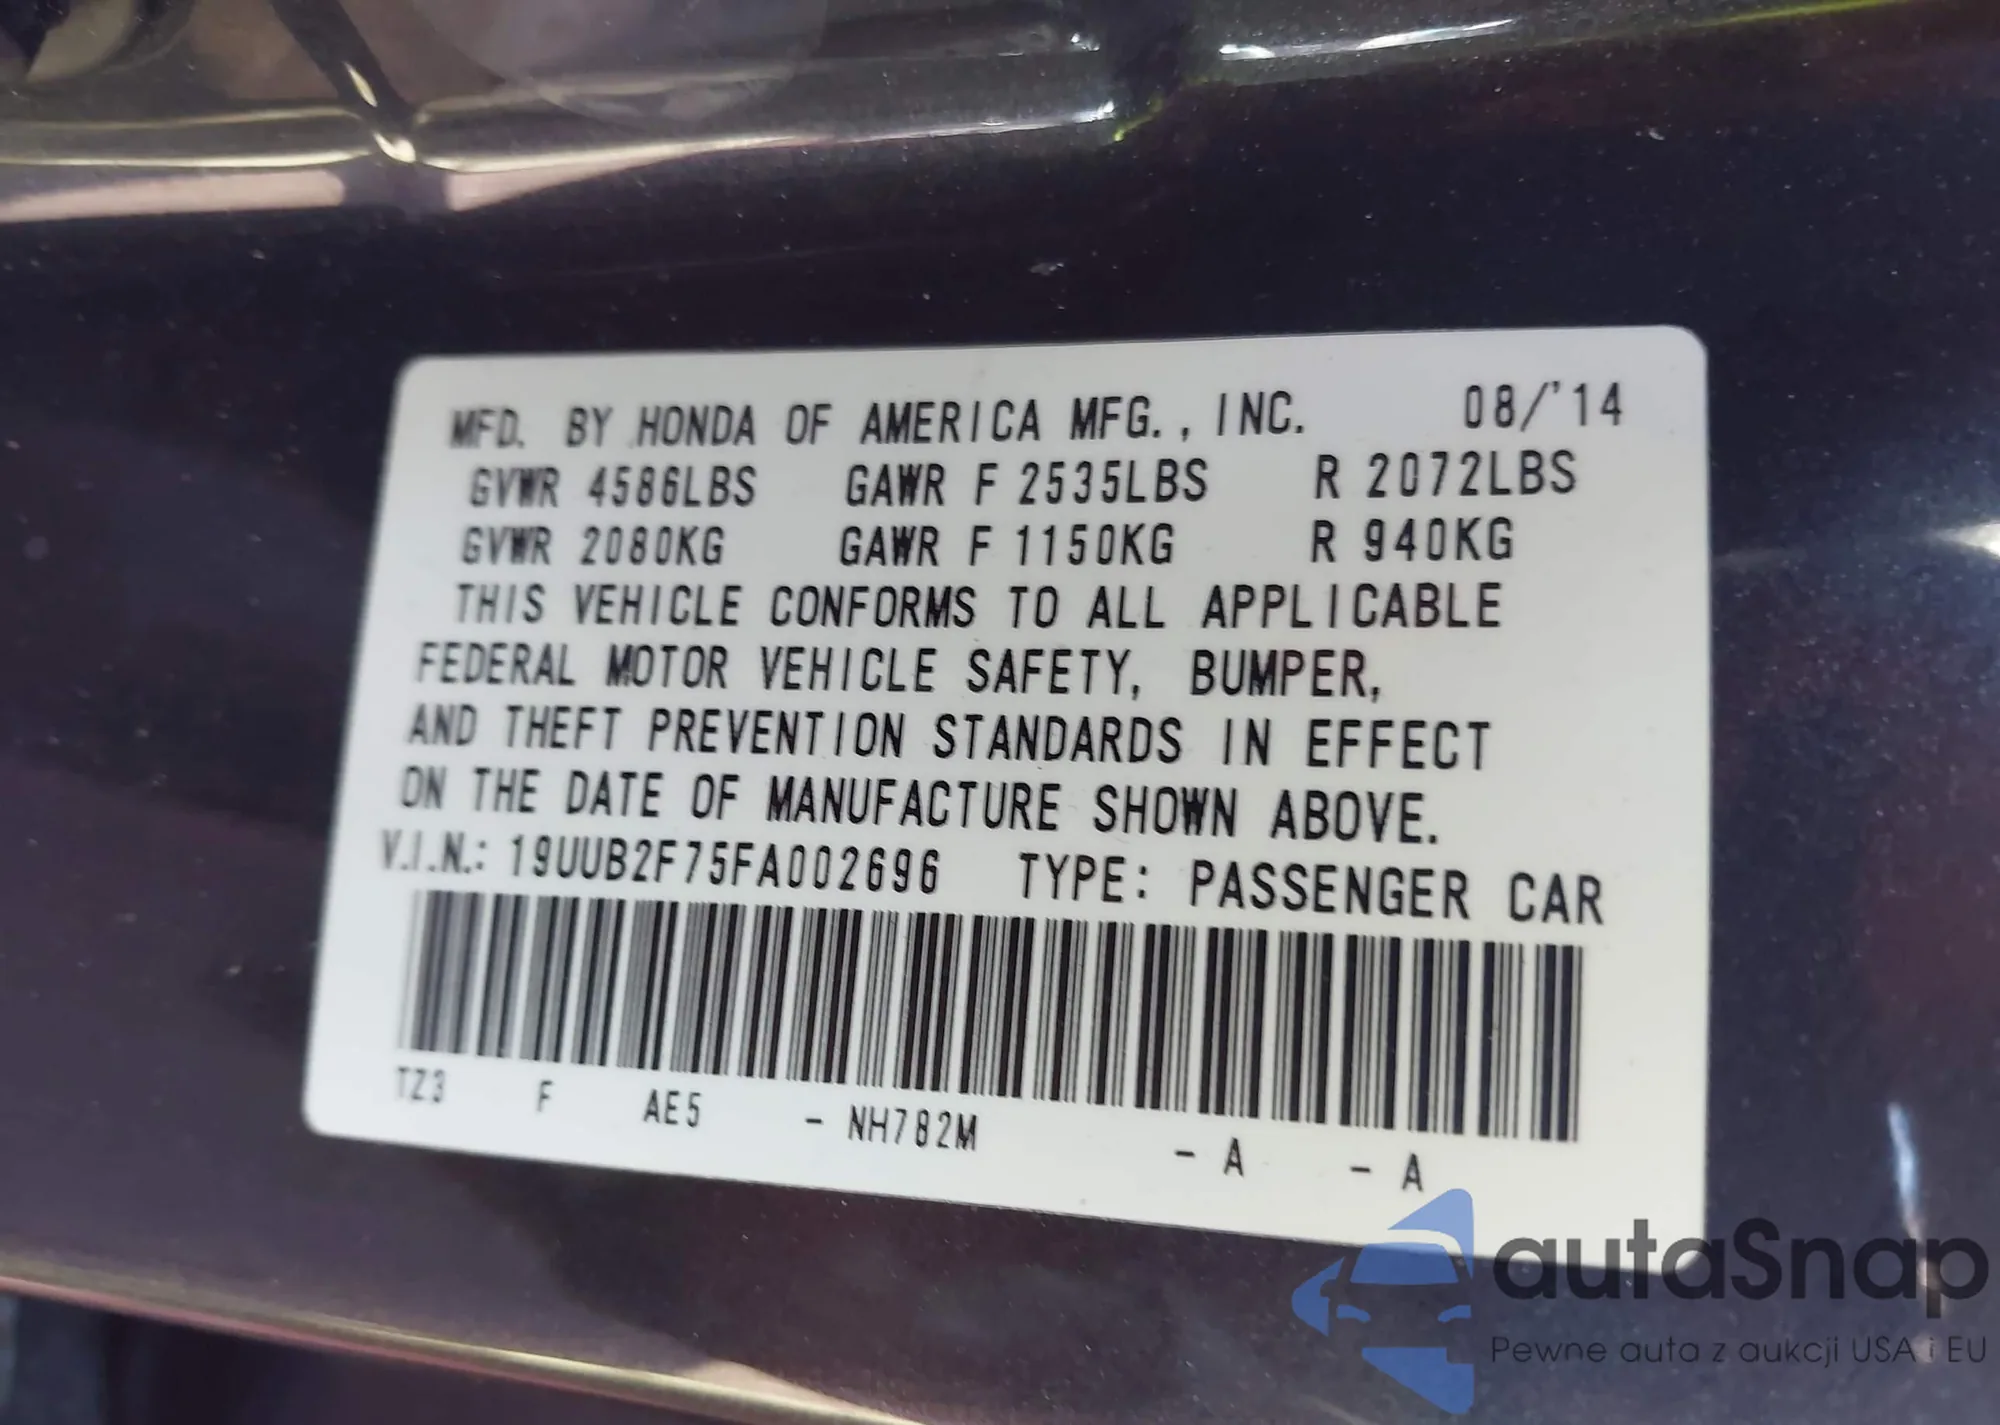 MFD. BY HONDA OF AMERICA MFG., INC. 08/'14
GVWR 4586LBS GAWR F 2535LBS R 2072LBS
GVWR 2080KG GAWR F 1150KG R 940KG
THIS VEHICLE CONFORMS TO ALL APPLICABLE
FEDERAL MOTOR VEHICLE SAFETY, BUMPER,
AND THEFT PREVENTION STANDARDS IN EFFECT
ON THE DATE OF MANUFACTURE SHOWN ABOVE.
V.I.N.: 19UUB2F75FA002696 TYPE: PASSENGER CAR
TZ3 F AE5 - NH782M - A - A
autaSnap
Pewne auta z aukcji USA i EU